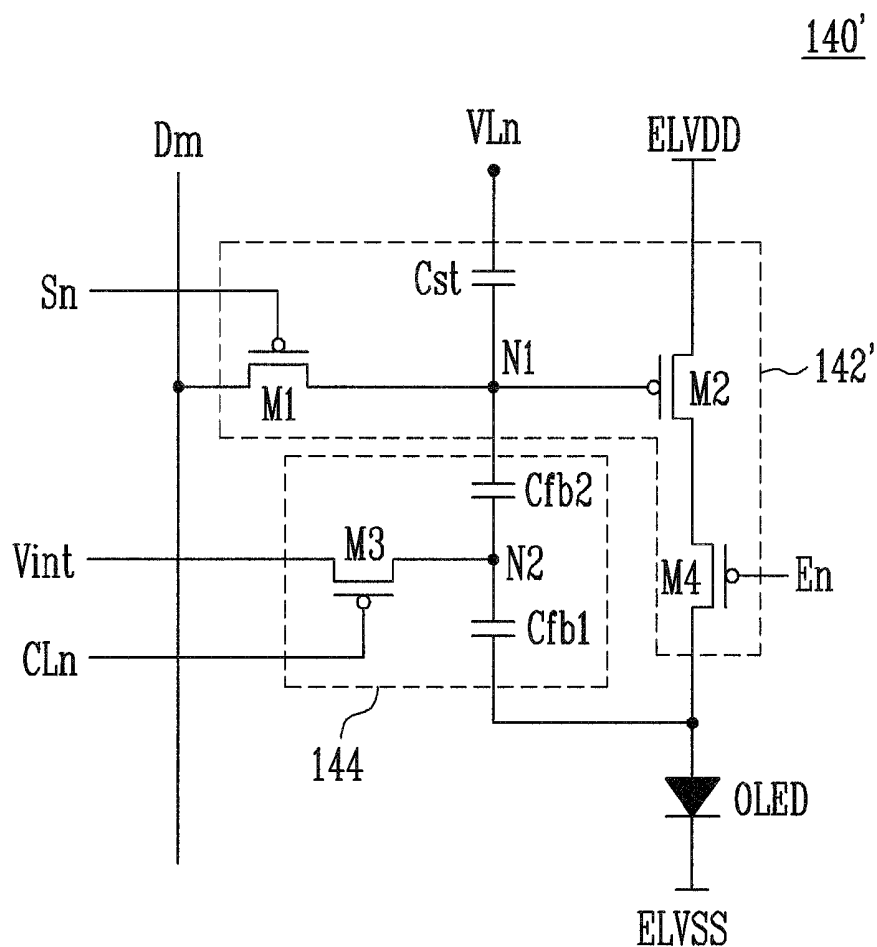 140'
VLn
ELVDD
Dm
Cst
Sn
N1
142'
M1
M2
Cfb2
M3
Vint
N2
M4
En
Cfb1
CLn
144
OLED
ELVSS